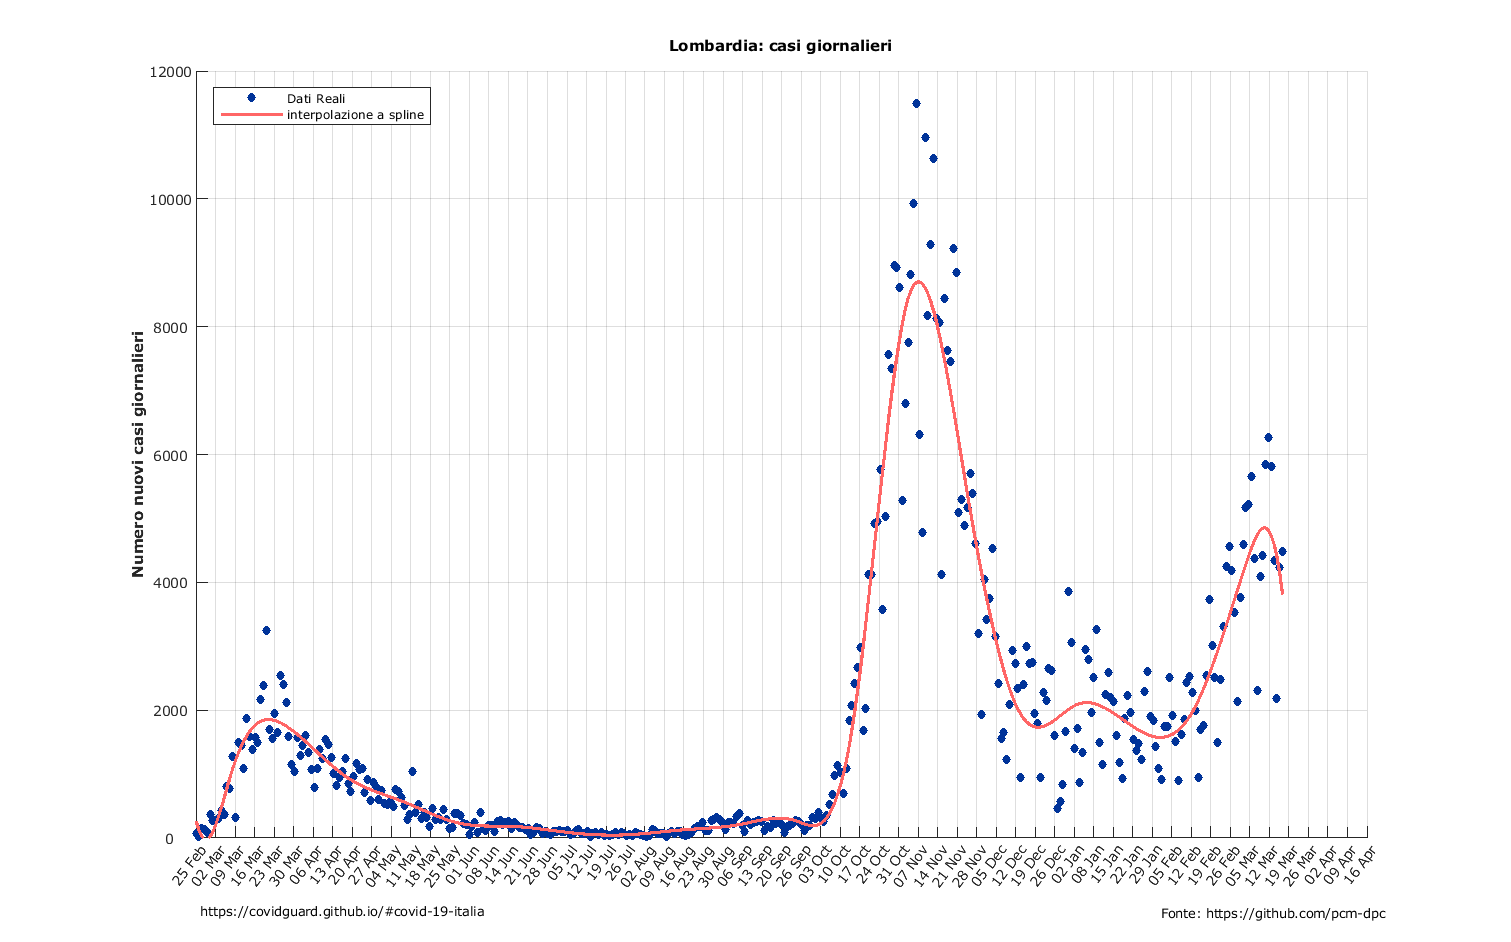 Lombardia: casi giornalieri
12000
10000
8000
6000
4000
2000
0
Dati Reali
interpolazione a spline
Numero nuovi casi giornalieri
25 Feb
02 Mar
09 Mar
16 Mar
23 Mar
30 Mar
06 Apr
13 Apr
20 Apr
27 Apr
04 May
11 May
18 May
25 May
01 Jun
08 Jun
14 Jun
21 Jun
28 Jun
05 Jul
12 Jul
19 Jul
26 Jul
02 Aug
09 Aug
16 Aug
23 Aug
30 Aug
06 Sep
13 Sep
20 Sep
26 Sep
03 Oct
10 Oct
17 Oct
24 Oct
31 Oct
07 Nov
14 Nov
21 Nov
28 Nov
05 Dec
12 Dec
19 Dec
26 Dec
02 Jan
08 Jan
15 Jan
22 Jan
29 Jan
05 Feb
12 Feb
19 Feb
26 Feb
05 Mar
12 Mar
19 Mar
26 Mar
02 Apr
09 Apr
16 Apr
https://covidguard.github.io/#covid-19-italia
Fonte: https://github.com/pcm-dpc